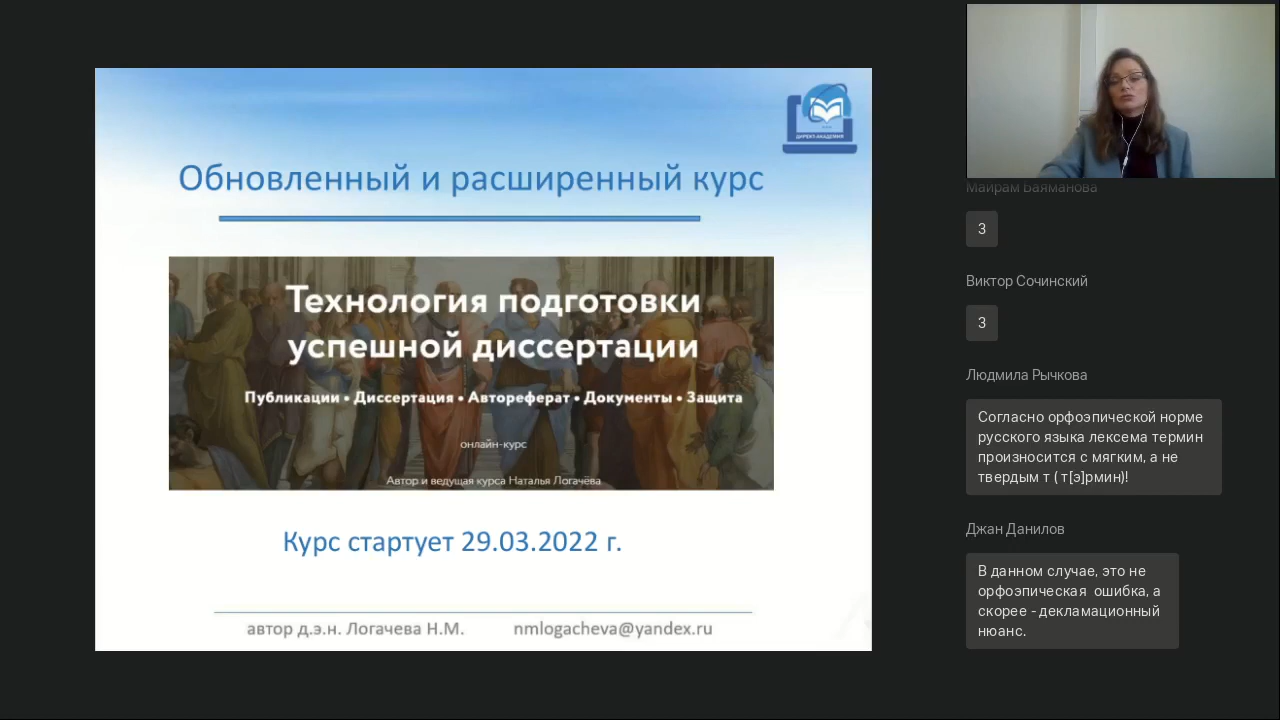 ДИРЕКТ-АКАДЕМИЯ
Обновленный и расширенный курс
Технология подготовки
успешной диссертации
Публикации • Диссертация • Автореферат • Документы • Защита
онлайн-курс
Автор и ведущая курса Наталья Логачёва
Курс стартует 29.03.2022 г.
автор д.э.н. Логачева Н.М. nmlogacheva@yandex.ru
Майрам Баяманова
3
Виктор Сочинский
3
Людмила Рычкова
Согласно орфоэпической норме
русского языка лексема термин
произносится с мягким, а не
твердым т ( т[э]рмин)!
Джан Данилов
В данном случае, это не
орфоэпическая ошибка, а
скорее - декламационный
нюанс.